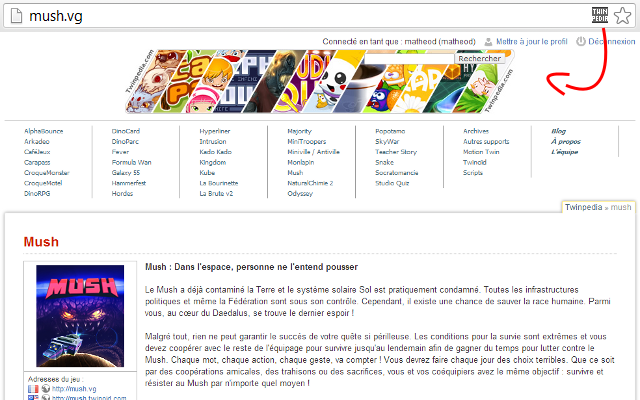 mush.vg
TWIN
PEDIA
Connecté en tant que : matheod (matheod) Mettre à jour le profil Déconnexion
Twinpedia.com
Rechercher
Twinpedia.com
AlphaBounce DinoCard Hyperliner Majority Popotamo Archives Blog
Arkadeo DinoParc Intrusion MiniTroopers SkyWar Autres supports À propos
CaféJeux Fever Kado Kado Miniville / Antiville Teacher Story Motion Twin L'équipe
Carapass Formula Wan Kingdom Monlapin Snake Twinoid
CroqueMonster Galaxy 55 Kube Mush Socratomancie Scripts
CroqueMotel Hammerfest La Bourinette NaturalChimie 2 Studio Quiz
DinoRPG Hordes La Brute v2 Odyssey
Twinpedia » mush
Mush
MUSH
Mush : Dans l'espace, personne ne l'entend pousser
Le Mush a déjà contaminé la Terre et le système solaire Sol est pratiquement condamné. Toutes les infrastructures
politiques et même la Fédération sont sous son contrôle. Cependant, il existe une chance de sauver la race humaine. Parmi
vous, au cœur du Daedalus, se trouve le dernier espoir !
Malgré tout, rien ne peut garantir le succès de votre quête si périlleuse. Les conditions pour la survie sont extrêmes et vous
devez coopérer avec le reste de l'équipage pour survivre jusqu'au lendemain afin de gagner du temps pour lutter contre le
Mush. Chaque mot, chaque action, chaque geste, va compter ! Vous devrez faire chaque jour des choix terribles. Que ce soit
par des coopérations amicales, des trahisons ou des sacrifices, vous et vos coéquipiers avez le même objectif : survivre et
résister au Mush par n'importe quel moyen !
Adresses du jeu :
http://mush.vg
http://mush.twinoid.com